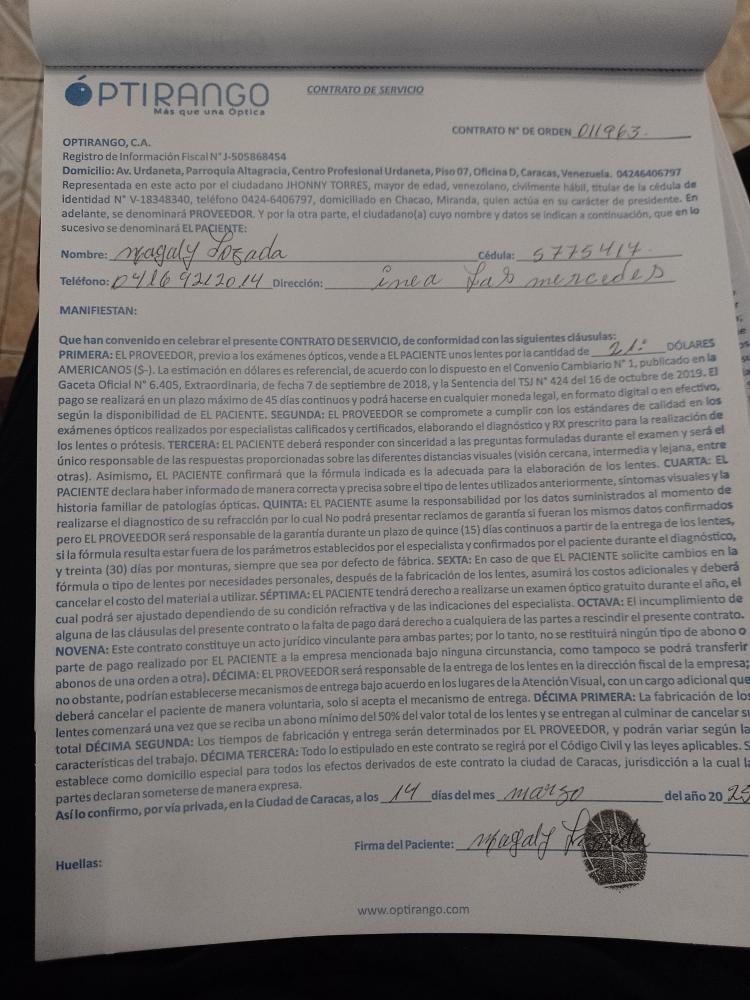 ÓPTIRANGO
Más que una Óptica
CONTRATO DE SERVICIO
CONTRATO N° DE ORDEN 011963.
OPTIRANGO, C.A.
Registro de Información Fiscal N° J-505868454
Domicilio: Av. Urdaneta, Parroquia Altagracia, Centro Profesional Urdaneta, Piso 07, Oficina D, Caracas, Venezuela. 04246406797
Representada en este acto por el ciudadano JHONNY TORRES, mayor de edad, venezolano, civilmente hábil, titular de la cédula de
identidad N° V-18348340, teléfono 0424-6406797, domiciliado en Chacao, Miranda, quien actúa en su carácter de presidente. En
adelante, se denominará PROVEEDOR. Y por la otra parte, el ciudadano(a) cuyo nombre y datos se indican a continuación, que en lo
sucesivo se denominará EL PACIENTE:
Nombre: Magaly Lozada Cédula: 5775417.
Teléfono: 04169212014 Dirección: inea Las mercedes
MANIFIESTAN:
Que han convenido en celebrar el presente CONTRATO DE SERVICIO, de conformidad con las siguientes cláusulas:
PRIMERA: EL PROVEEDOR, previo a los exámenes ópticos, vende a EL PACIENTE unos lentes por la cantidad de 21. DÓLARES
AMERICANOS ($-). La estimación en dólares es referencial, de acuerdo con lo dispuesto en el Convenio Cambiario N° 1, publicado en la
Gaceta Oficial N° 6.405, Extraordinaria, de fecha 7 de septiembre de 2018, y la Sentencia del TSJ N° 424 del 16 de octubre de 2019. El
pago se realizará en un plazo máximo de 45 días continuos y podrá hacerse en cualquier moneda legal, en formato digital o en efectivo,
según la disponibilidad de EL PACIENTE. SEGUNDA: EL PROVEEDOR se compromete a cumplir con los estándares de calidad en los
exámenes ópticos realizados por especialistas calificados y certificados, elaborando el diagnóstico y RX prescrito para la realización de
los lentes o prótesis. TERCERA: EL PACIENTE deberá responder con sinceridad a las preguntas formuladas durante el examen y será el
único responsable de las respuestas proporcionadas sobre las diferentes distancias visuales (visión cercana, intermedia y lejana, entre
otras). Asimismo, EL PACIENTE confirmará que la fórmula indicada es la adecuada para la elaboración de los lentes. CUARTA: EL
PACIENTE declara haber informado de manera correcta y precisa sobre el tipo de lentes utilizados anteriormente, síntomas visuales y la
historia familiar de patologías ópticas. QUINTA: EL PACIENTE asume la responsabilidad por los datos suministrados al momento de
realizarse el diagnostico de su refracción por lo cual No podrá presentar reclamos de garantía si fueran los mismos datos confirmados
pero EL PROVEEDOR será responsable de la garantía durante un plazo de quince (15) días continuos a partir de la entrega de los lentes,
si la fórmula resulta estar fuera de los parámetros establecidos por el especialista y confirmados por el paciente durante el diagnóstico,
y treinta (30) días por monturas, siempre que sea por defecto de fábrica. SEXTA: En caso de que EL PACIENTE solicite cambios en la
fórmula o tipo de lentes por necesidades personales, después de la fabricación de los lentes, asumirá los costos adicionales y deberá
cancelar el costo del material a utilizar. SÉPTIMA: EL PACIENTE tendrá derecho a realizarse un examen óptico gratuito durante el año, el
cual podrá ser ajustado dependiendo de su condición refractiva y de las indicaciones del especialista. OCTAVA: El incumplimiento de
alguna de las cláusulas del presente contrato o la falta de pago dará derecho a cualquiera de las partes a rescindir el presente contrato.
NOVENA: Este contrato constituye un acto jurídico vinculante para ambas partes; por lo tanto, no se restituirá ningún tipo de abono o
parte de pago realizado por EL PACIENTE a la empresa mencionada bajo ninguna circunstancia, como tampoco se podrá transferir
abonos de una orden a otra). DÉCIMA: EL PROVEEDOR será responsable de la entrega de los lentes en la dirección fiscal de la empresa;
no obstante, podrían establecerse mecanismos de entrega bajo acuerdo en los lugares de la Atención Visual, con un cargo adicional que
deberá cancelar el paciente de manera voluntaria, solo si acepta el mecanismo de entrega. DÉCIMA PRIMERA: La fabricación de los
lentes comenzará una vez que se reciba un abono mínimo del 50% del valor total de los lentes y se entregan al culminar de cancelar su
total DÉCIMA SEGUNDA: Los tiempos de fabricación y entrega serán determinados por EL PROVEEDOR, y podrán variar según la
características del trabajo. DÉCIMA TERCERA: Todo lo estipulado en este contrato se regirá por el Código Civil y las leyes aplicables. S
establece como domicilio especial para todos los efectos derivados de este contrato la ciudad de Caracas, jurisdicción a la cual la
partes declaran someterse de manera expresa.
Así lo confirmo, por vía privada, en la Ciudad de Caracas, a los 14 días del mes marzo del año 20 25
Firma del Paciente: Magaly Lozada
Huellas:
www.optirango.com